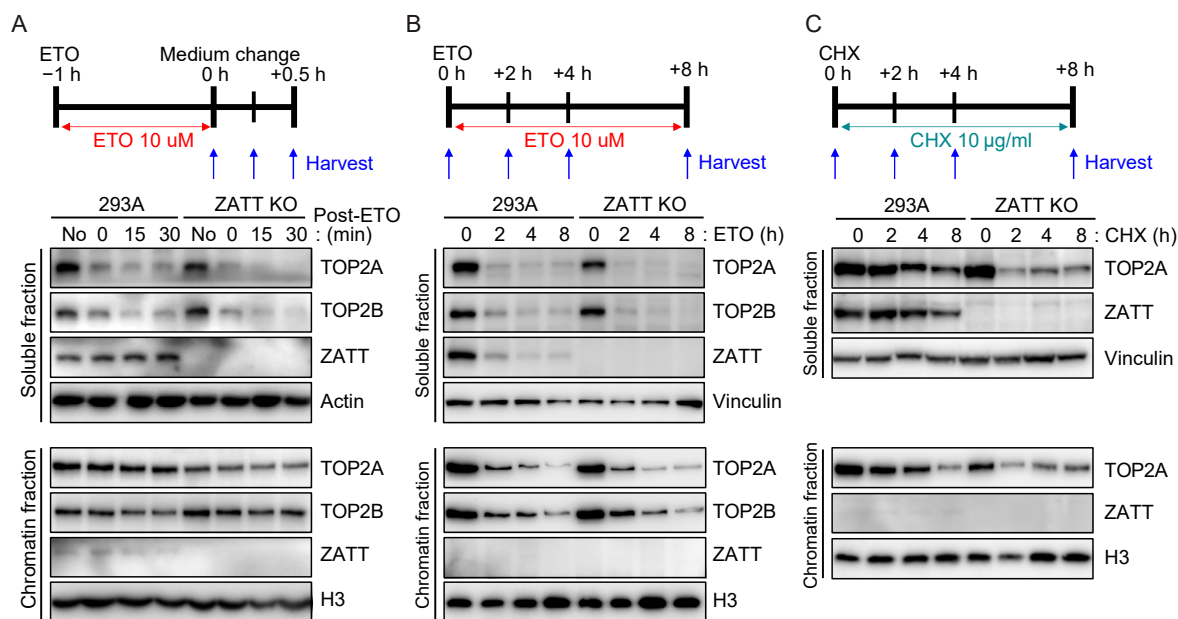 A
ETO
Medium change
−1 h
0 h
+0.5 h
ETO 10 uM
Harvest
293A
ZATT KO
Post-ETO
No 0 15 30 No 0 15 30 : (min)
Soluble fraction
TOP2A
TOP2B
ZATT
Actin
Chromatin fraction
TOP2A
TOP2B
ZATT
H3
B
ETO
0 h
+2 h
+4 h
+8 h
ETO 10 uM
Harvest
293A
ZATT KO
0 2 4 8 0 2 4 8 : ETO (h)
Soluble fraction
TOP2A
TOP2B
ZATT
Vinculin
Chromatin fraction
TOP2A
TOP2B
ZATT
H3
C
CHX
0 h
+2 h
+4 h
+8 h
CHX 10 µg/ml
Harvest
293A
ZATT KO
0 2 4 8 0 2 4 8 : CHX (h)
Soluble fraction
TOP2A
ZATT
Vinculin
Chromatin fraction
TOP2A
ZATT
H3